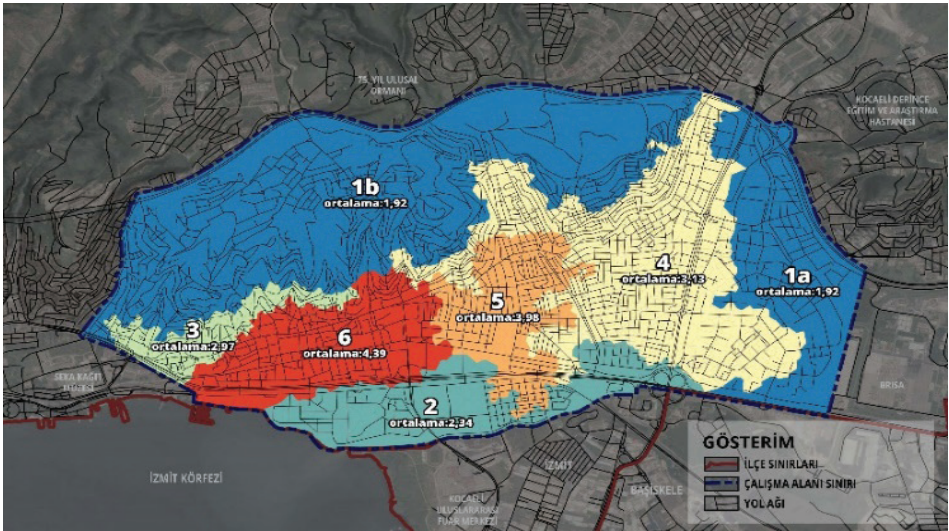 75. YIL ULUSAL
ORMANI
KOCAELİ DERİNCE
EĞİTİM VE ARAŞTIRMA
HASTANESİ
1b
ortalama:1,92
4
ortalama:3,13
1a
ortalama:1,92
5
ortalama:3,98
3
ortalama:2,97
6
ortalama:4,39
SEKA KAĞIT
BRİSA
2
ortalama:2,34
GÖSTERİM
İLÇE SINIRLARI
ÇALIŞMA ALANI SINIRI
YOL AĞI
İZMİT KÖRFEZİ
İZMİT
BAŞİSKELE
KOCAELİ
ULUSLARARASI
FUAR MERKEZİ